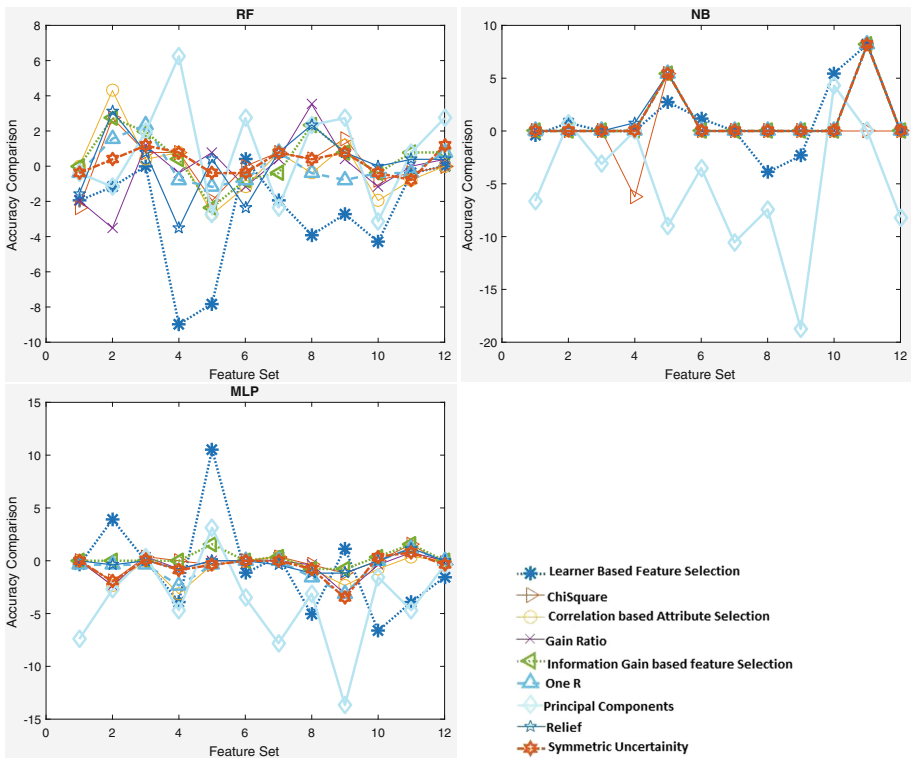 RF
8
6
4
2
0
-2
-4
-6
-8
-10
Accuracy Comparison
0 2 4 6 8 10 12
Feature Set
NB
10
5
0
-5
-10
-15
-20
Accuracy Comparison
0 2 4 6 8 10 12
Feature Set
MLP
15
10
5
0
-5
-10
-15
Accuracy Comparison
0 2 4 6 8 10 12
Feature Set
Learner Based Feature Selection
ChiSquare
Correlation based Attribute Selection
Gain Ratio
Information Gain based feature Selection
One R
Principal Components
Relief
Symmetric Uncertainity